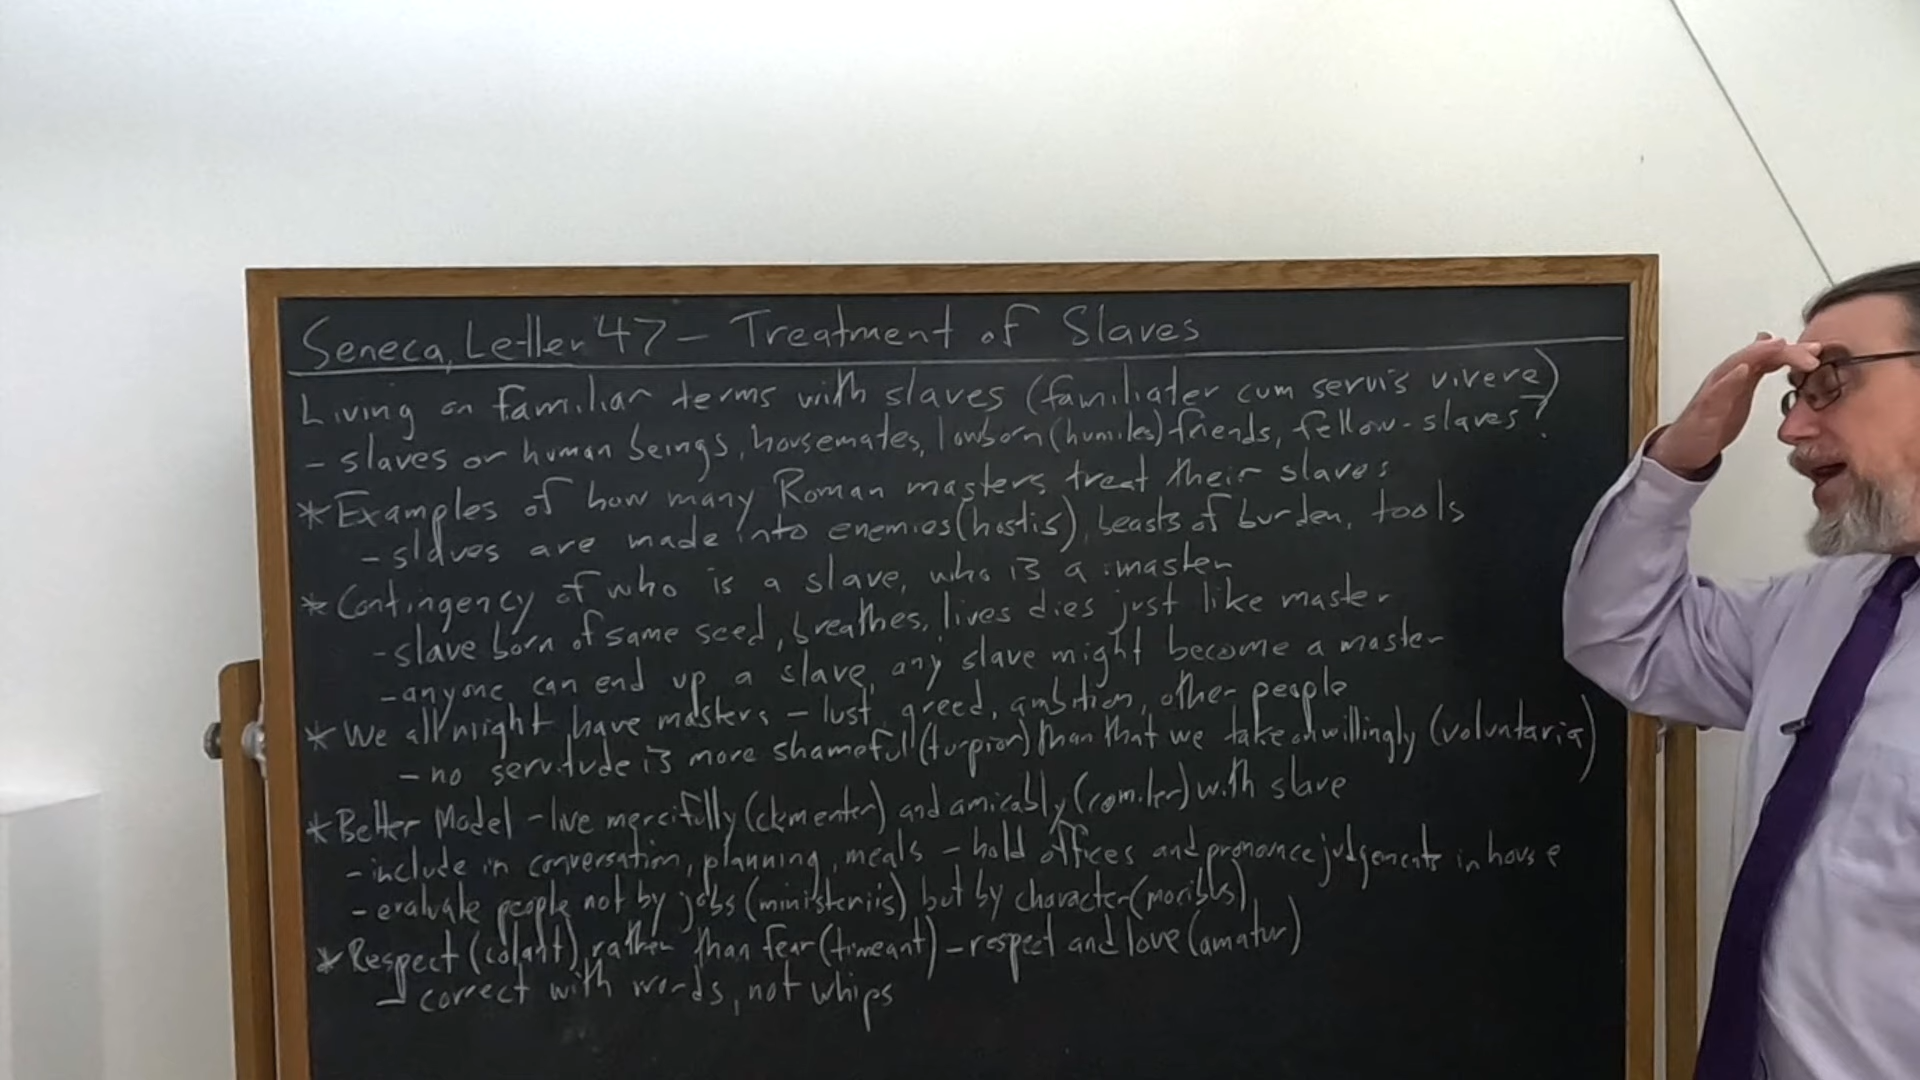 Seneca, Letter 47 - Treatment of Slaves
Living on familiar terms with slaves (familiater cum servis vivere)
- slaves or human beings, housemates, lowborn (humiles) friends, fellow-slaves?
* Examples of how many Roman masters treat their slaves
- slaves are made into enemies (hostis), beasts of burden, tools
* Contingency of who is a slave, who is a master
- slave born of same seed, breathes, lives dies just like master
- anyone can end up a slave, any slave might become a master
* We all might have masters - lust, greed, ambition, other people
- no servitude is more shameful (turpior) than that we take on willingly (voluntaria)
* Better Model - live mercifully (clementer) and amicably (comiter) with slave
- include in conversation, planning, meals - hold offices and pronounce judgements in house
- evaluate people not by jobs (ministeriis) but by character (moribus)
* Respect (colant) rather than fear (timeant) - respect and love (amatur)
- correct with words, not whips